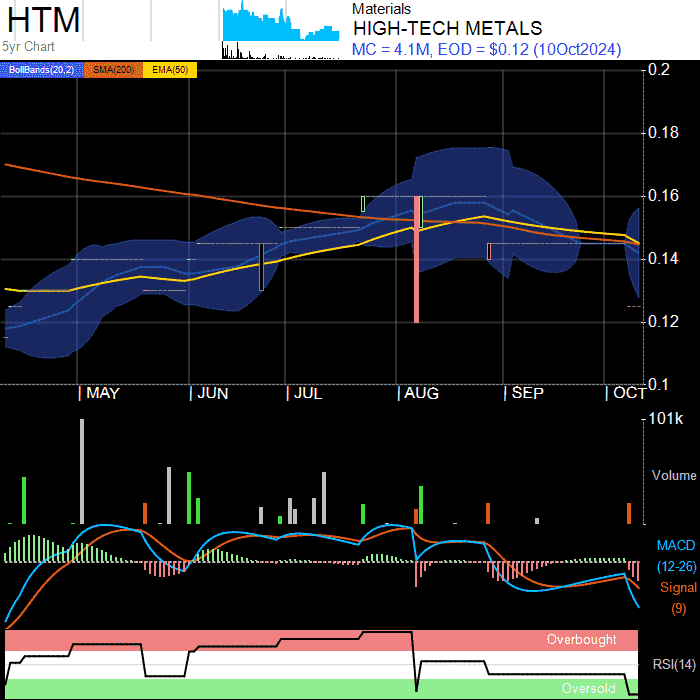 HTM
5yr Chart
Materials
HIGH-TECH METALS
MC = 4.1M, EOD = $0.12 (10Oct2024)
BollBands(20,2) SMA(200) EMA(50)
0.2
0.18
0.16
0.14
0.12
0.1
| MAY | JUN | JUL | AUG | SEP | OCT
101k
Volume
MACD
(12-26)
Signal
(9)
Overbought
RSI(14)
Oversold